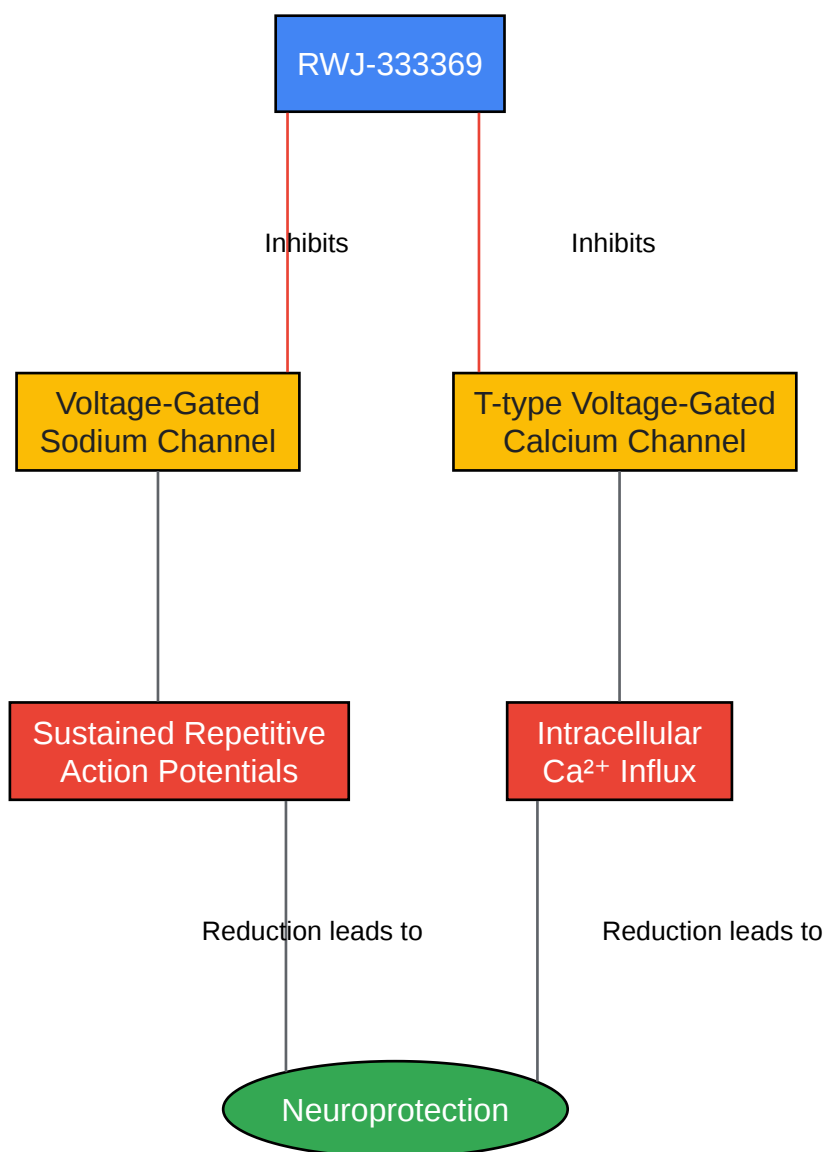 RWJ-333369
Inhibits
Inhibits
Voltage-Gated
Sodium Channel
T-type Voltage-Gated
Calcium Channel
Sustained Repetitive
Action Potentials
Intracellular
Ca²⁺ Influx
Reduction leads to
Reduction leads to
Neuroprotection